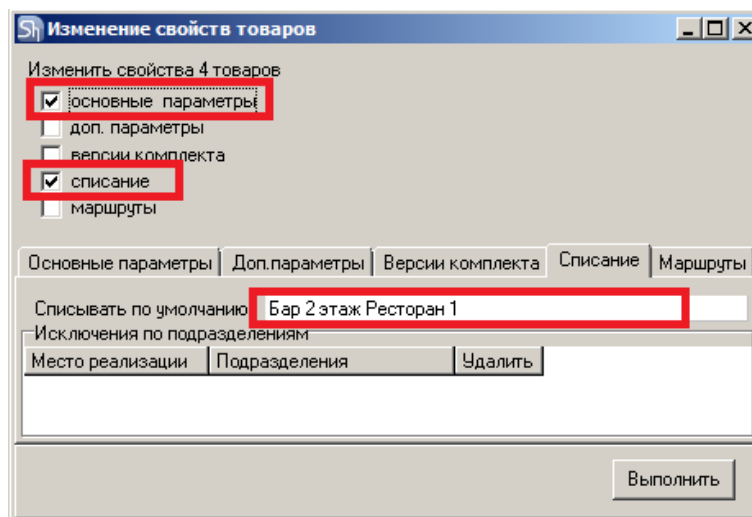 Sh Изменение свойств товаров
Изменить свойства 4 товаров
основные параметры
доп. параметры
версии комплекта
списание
маршруты
Основные параметры Доп.параметры Версии комплекта Списание Маршруты
Списывать по умолчанию Бар 2 этаж Ресторан 1
Исключения по подразделениям
Место реализации Подразделения Удалить
Выполнить